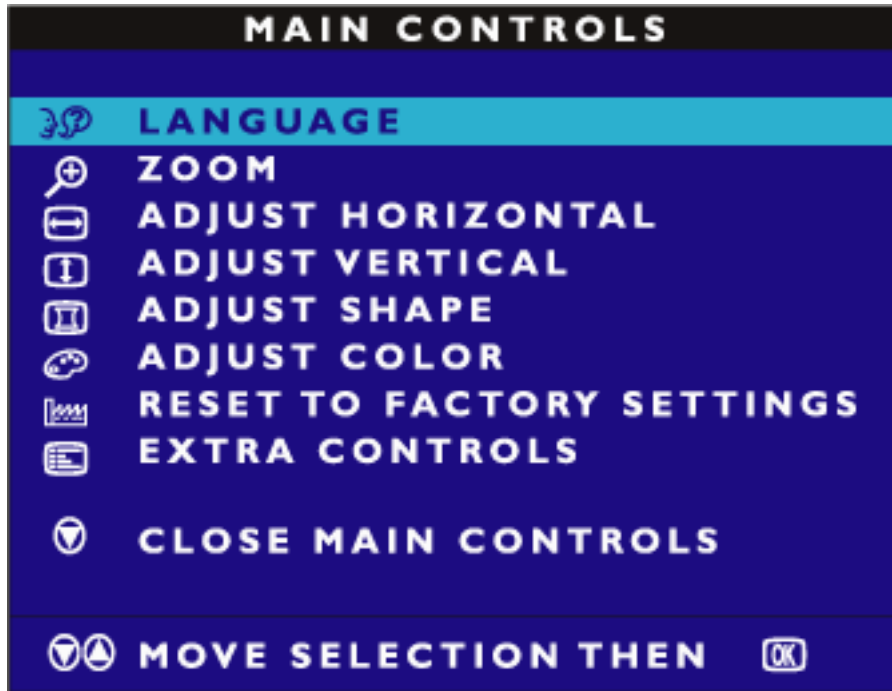 MAIN CONTROLS
LANGUAGE
ZOOM
ADJUST HORIZONTAL
ADJUST VERTICAL
ADJUST SHAPE
ADJUST COLOR
RESET TO FACTORY SETTINGS
EXTRA CONTROLS
CLOSE MAIN CONTROLS
MOVE SELECTION THEN OK